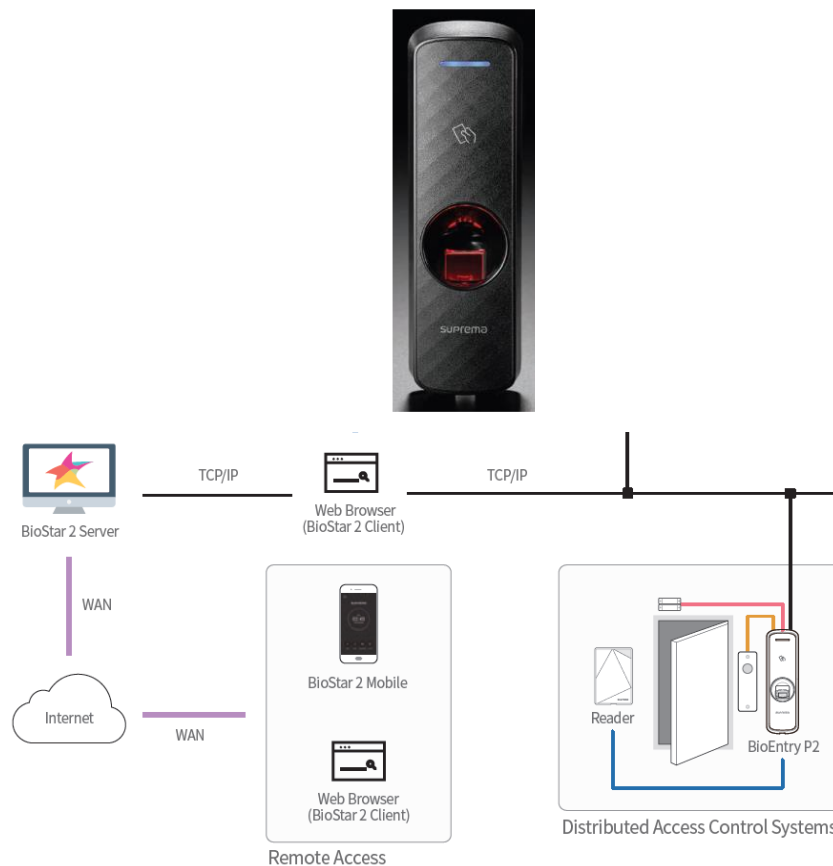 suprema
TCP/IP
TCP/IP
BioStar 2 Server
Web Browser
(BioStar 2 Client)
WAN
BioStar 2 Mobile
Internet
WAN
Reader
BioEntry P2
Web Browser
(BioStar 2 Client)
Distributed Access Control Systems
Remote Access